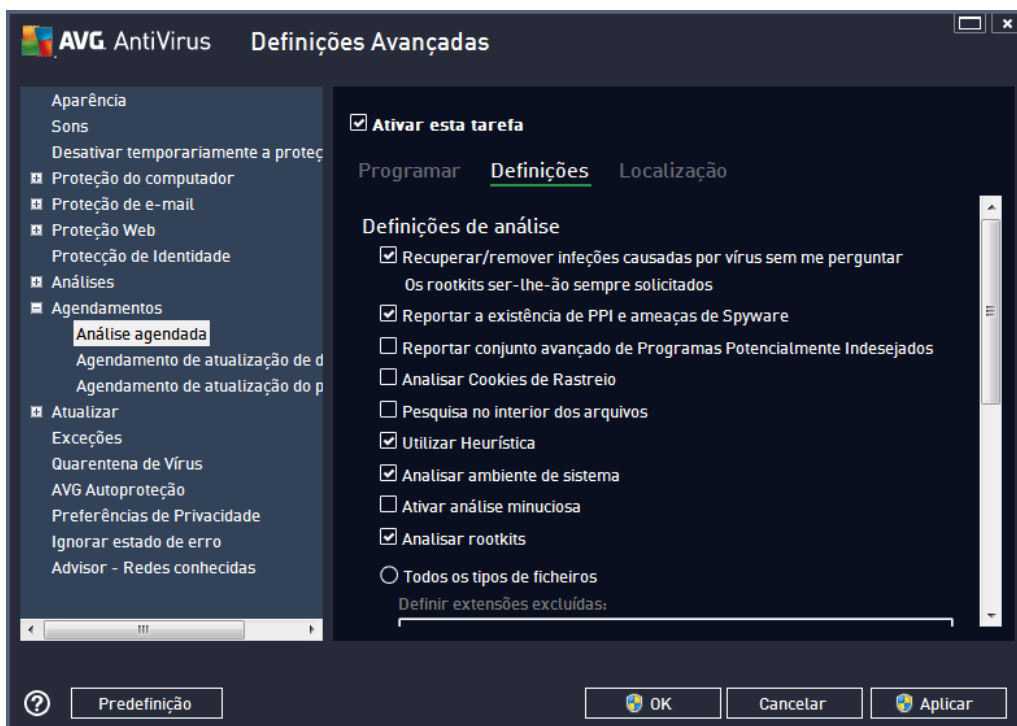 AVG. AntiVirus Definições Avançadas
Aparência
Sons
Desativar temporariamente a proteç
Proteção do computador
Proteção de e-mail
Proteção Web
Protecção de Identidade
Análises
Agendamentos
Análise agendada
Agendamento de atualização de d
Agendamento de atualização do p
Atualizar
Exceções
Quarentena de Vírus
AVG Autoproteção
Preferências de Privacidade
Ignorar estado de erro
Advisor - Redes conhecidas
Ativar esta tarefa
Programar Definições Localização
Definições de análise
Recuperar/remover infeções causadas por vírus sem me perguntar
Os rootkits ser-lhe-ão sempre solicitados
Reportar a existência de PPI e ameaças de Spyware
Reportar conjunto avançado de Programas Potencialmente Indesejados
Analisar Cookies de Rastreio
Pesquisa no interior dos arquivos
Utilizar Heurística
Analisar ambiente de sistema
Ativar análise minuciosa
Analisar rootkits
Todos os tipos de ficheiros
Definir extensões excluídas:
Predefinição OK Cancelar Aplicar